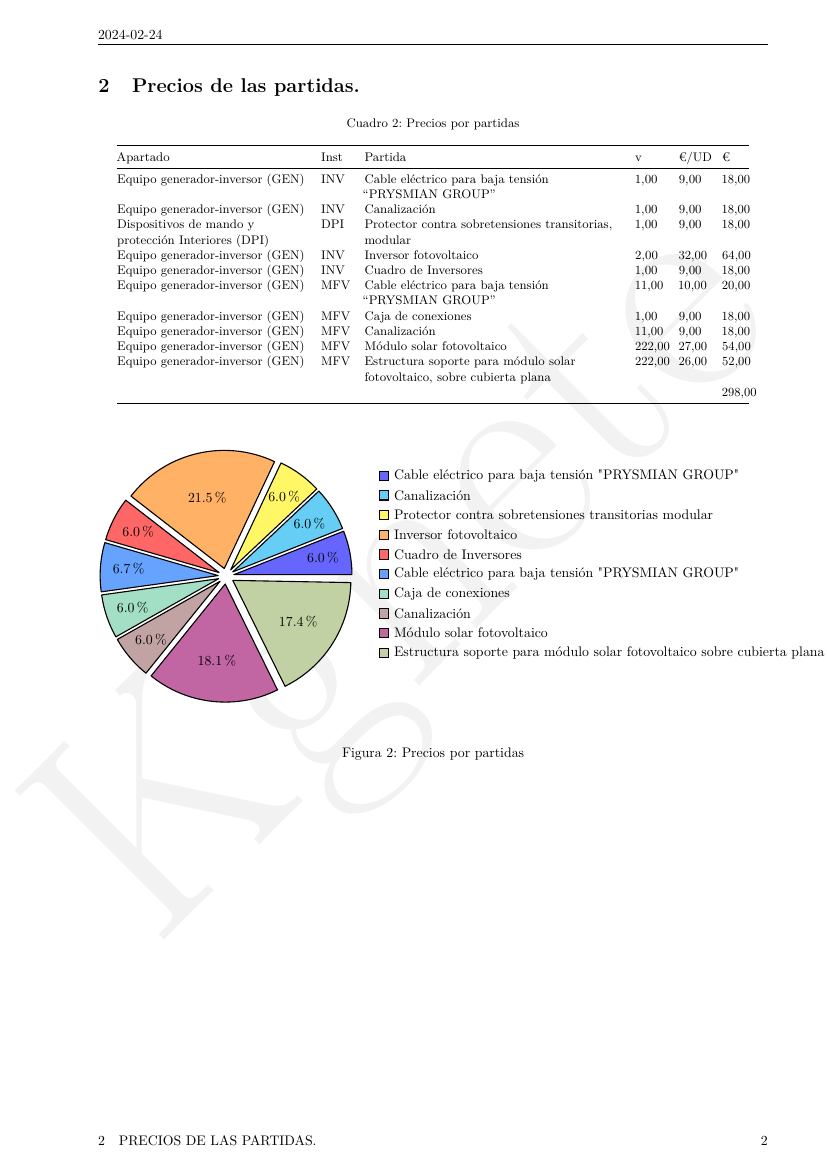 2024-02-24
2 Precios de las partidas.
Cuadro 2: Precios por partidas
Apartado Inst Partida v €/UD €
Equipo generador-inversor (GEN) INV Cable eléctrico para baja tensión 1,00 9,00 18,00
“PRYSMIAN GROUP”
Equipo generador-inversor (GEN) INV Canalización 1,00 9,00 18,00
Dispositivos de mando y DPI Protector contra sobretensiones transitorias, 1,00 9,00 18,00
protección Interiores (DPI) modular
Equipo generador-inversor (GEN) INV Inversor fotovoltaico 2,00 32,00 64,00
Equipo generador-inversor (GEN) INV Cuadro de Inversores 1,00 9,00 18,00
Equipo generador-inversor (GEN) MFV Cable eléctrico para baja tensión 11,00 10,00 20,00
“PRYSMIAN GROUP”
Equipo generador-inversor (GEN) MFV Caja de conexiones 1,00 9,00 18,00
Equipo generador-inversor (GEN) MFV Canalización 11,00 9,00 18,00
Equipo generador-inversor (GEN) MFV Módulo solar fotovoltaico 222,00 27,00 54,00
Equipo generador-inversor (GEN) MFV Estructura soporte para módulo solar 222,00 26,00 52,00
fotovoltaico, sobre cubierta plana
298,00
21.5 %
6.0 %
6.0 %
6.0 %
6.0 %
6.7 %
6.0 %
6.0 %
18.1 %
17.4 %
Cable eléctrico para baja tensión "PRYSMIAN GROUP"
Canalización
Protector contra sobretensiones transitorias modular
Inversor fotovoltaico
Cuadro de Inversores
Cable eléctrico para baja tensión "PRYSMIAN GROUP"
Caja de conexiones
Canalización
Módulo solar fotovoltaico
Estructura soporte para módulo solar fotovoltaico sobre cubierta plana
Figura 2: Precios por partidas
Kgnete
2 PRECIOS DE LAS PARTIDAS. 2